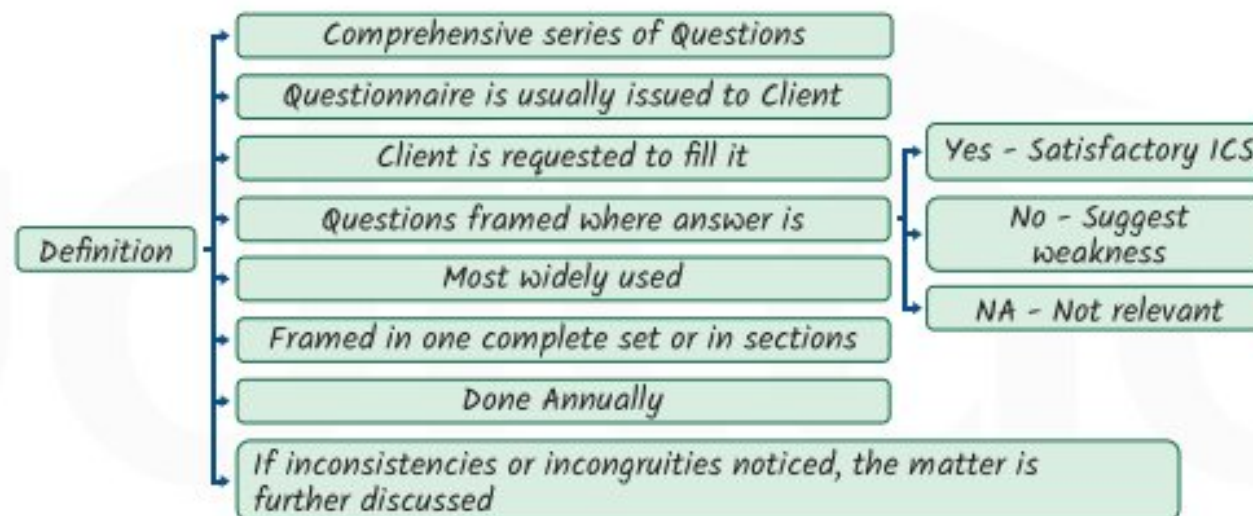 Definition
Comprehensive series of Questions
Questionnaire is usually issued to Client
Client is requested to fill it
Questions framed where answer is
Yes - Satisfactory ICS
No - Suggest
weakness
NA - Not relevant
Most widely used
Framed in one complete set or in sections
Done Annually
If inconsistencies or incongruities noticed, the matter is
further discussed